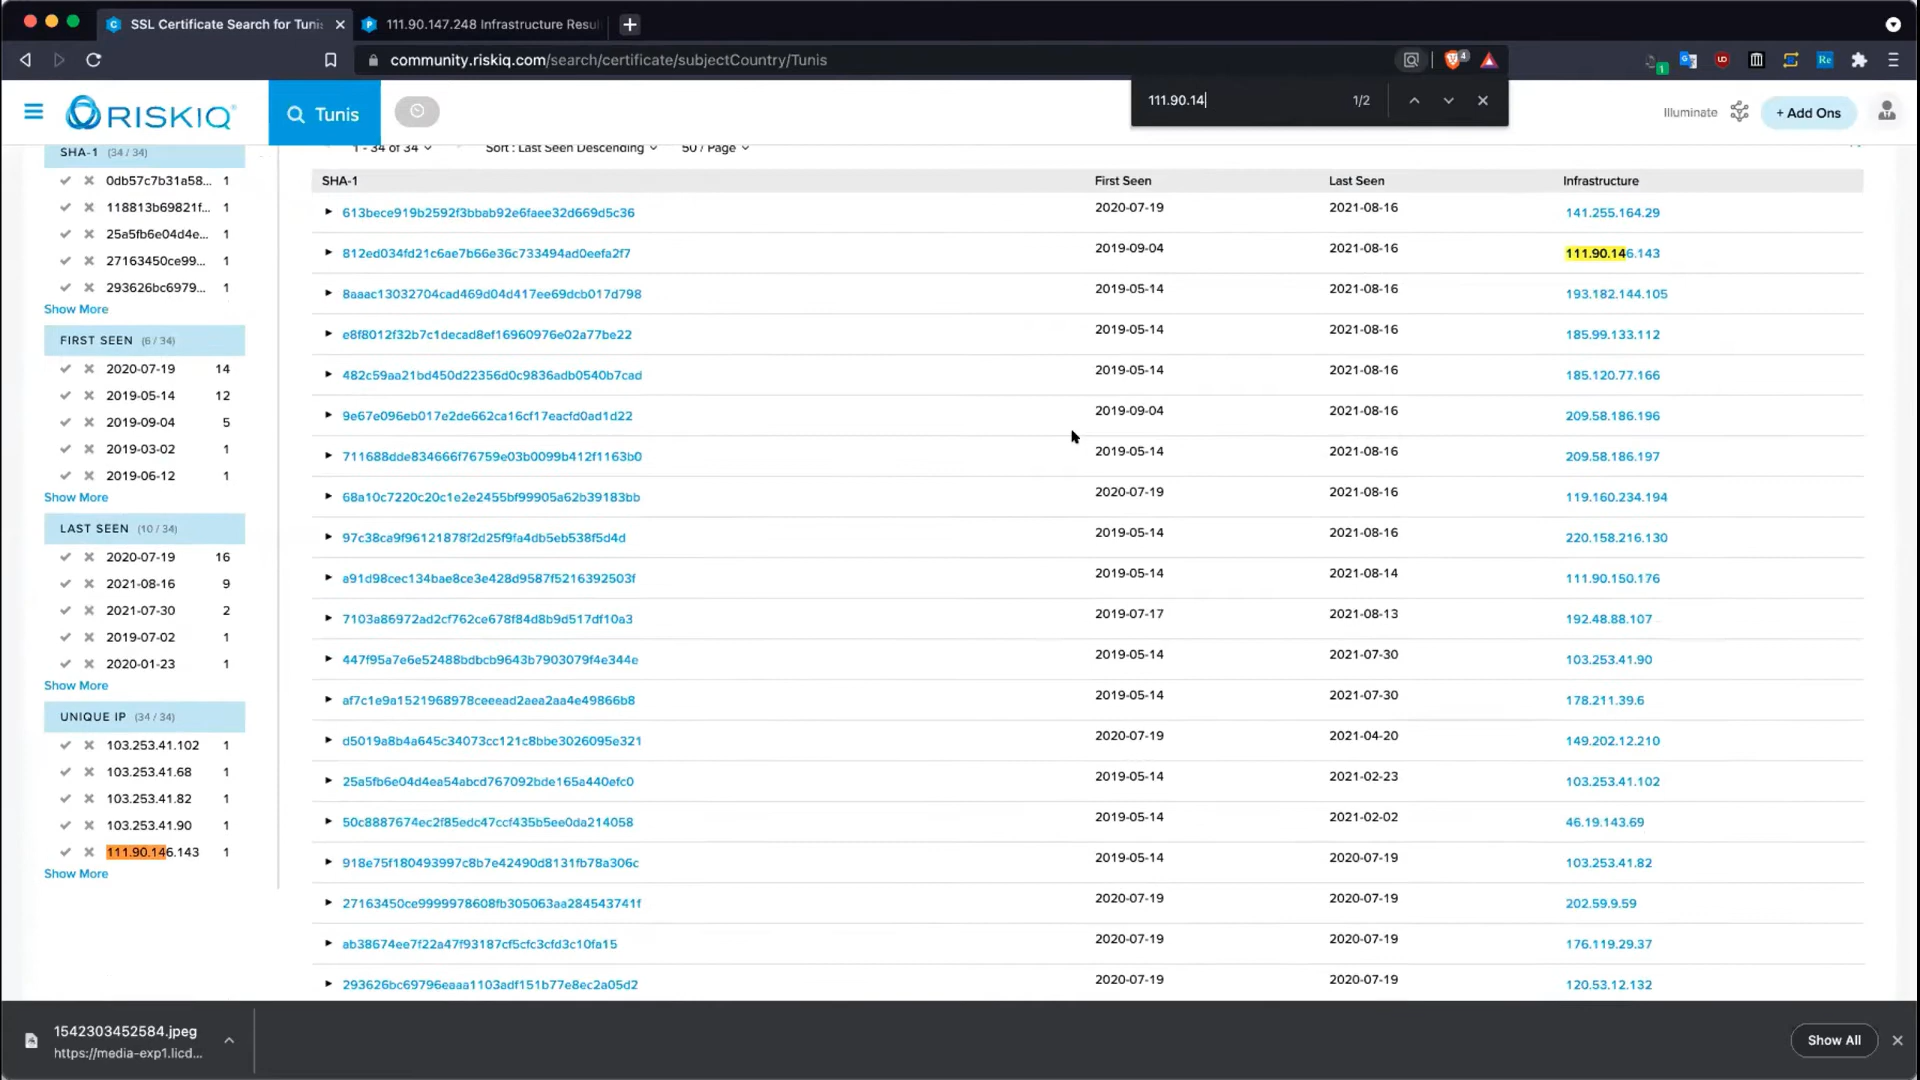 SSL Certificate Search for Tunis
111.90.147.248 Infrastructure Resul
community.riskiq.com/search/certificate/subjectCountry/Tunis
4
1
Re
111.90.14
1/2
RISKIQ
Tunis
Illuminate
+ Add Ons
SHA-1 (34 / 34)
0db57c7b31a58... 1
118813b69821f... 1
25a5fb6e04d4e... 1
27163450ce99... 1
293626bc6979... 1
Show More
FIRST SEEN (6 / 34)
2020-07-19 14
2019-05-14 12
2019-09-04 5
2019-03-02 1
2019-06-12 1
Show More
LAST SEEN (10 / 34)
2020-07-19 16
2021-08-16 9
2021-07-30 2
2019-07-02 1
2020-01-23 1
Show More
UNIQUE IP (34 / 34)
103.253.41.102 1
103.253.41.68 1
103.253.41.82 1
103.253.41.90 1
111.90.146.143 1
Show More
1 - 34 of 34 Sort : Last Seen Descending 50 / Page
SHA-1 First Seen Last Seen Infrastructure
613bece919b2592f3bbab92e6faee32d669d5c36 2020-07-19 2021-08-16 141.255.164.29
812ed034fd21c6ae7b66e36c733494ad0eefa2f7 2019-09-04 2021-08-16 111.90.146.143
8aaac13032704cad469d04d417ee69dcb017d798 2019-05-14 2021-08-16 193.182.144.105
e8f8012f32b7c1decad8ef16960976e02a77be22 2019-05-14 2021-08-16 185.99.133.112
482c59aa21bd450d22356d0c9836adb0540b7cad 2019-05-14 2021-08-16 185.120.77.166
9e67e096eb017e2de662ca16cf17eacfd0ad1d22 2019-09-04 2021-08-16 209.58.186.196
711688dde834666f76759e03b0099b412f1163b0 2019-05-14 2021-08-16 209.58.186.197
68a10c7220c20c1e2e2455bf99905a62b39183bb 2020-07-19 2021-08-16 119.160.234.194
97c38ca9f96121878f2d25f9fa4db5eb538f5d4d 2019-05-14 2021-08-16 220.158.216.130
a91d98cec134bae8ce3e428d9587f5216392503f 2019-05-14 2021-08-14 111.90.150.176
7103a86972ad2cf762ce678f84d8b9d517df10a3 2019-07-17 2021-08-13 192.48.88.107
447f95a7e6e52488bdbcb9643b7903079f4e344e 2019-05-14 2021-07-30 103.253.41.90
af7c1e9a1521968978ceeead2aea2aa4e49866b8 2019-05-14 2021-07-30 178.211.39.6
d5019a8b4a645c34073cc121c8bbe3026095e321 2020-07-19 2021-04-20 149.202.12.210
25a5fb6e04d4ea54abcd767092bde165a440efc0 2019-05-14 2021-02-23 103.253.41.102
50c8887674ec2f85edc47ccf435b5ee0da214058 2019-05-14 2021-02-02 46.19.143.69
918e75f180493997c8b7e42490d8131fb78a306c 2019-05-14 2020-07-19 103.253.41.82
27163450ce9999978608fb305063aa284543741f 2020-07-19 2020-07-19 202.59.9.59
ab38674ee7f22a47f93187cf5cfc3cfd3c10fa15 2020-07-19 2020-07-19 176.119.29.37
293626bc69796eaaa1103adf151b77e8ec2a05d2 2020-07-19 2020-07-19 120.53.12.132
1542303452584.jpeg
https://media-exp1.licd...
Show All